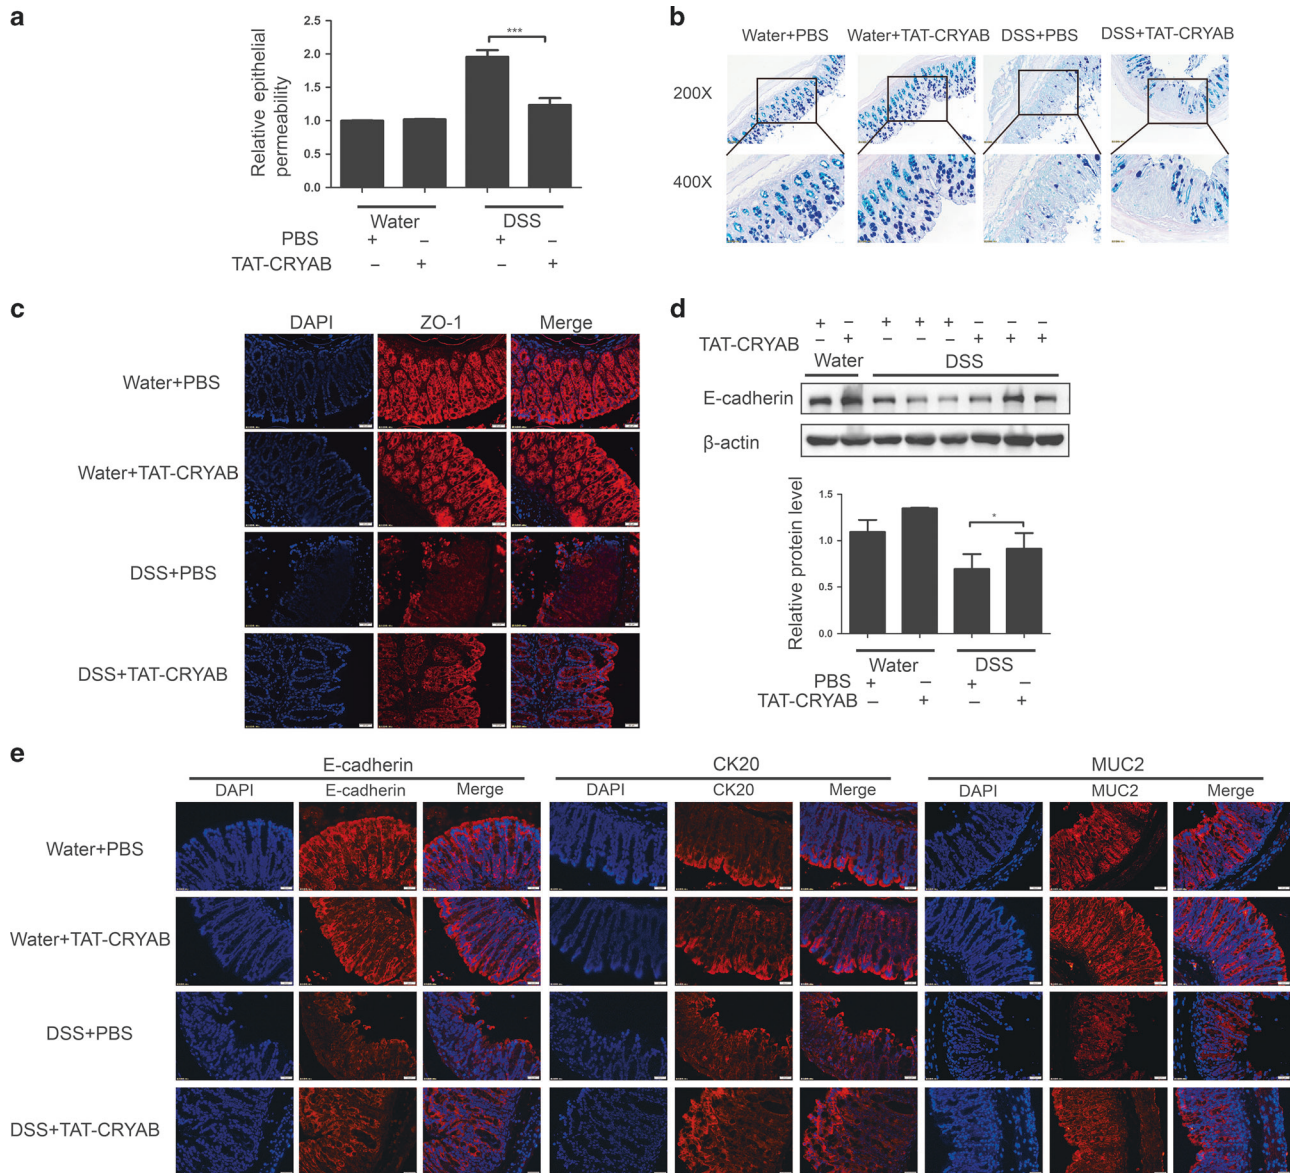 a
Relative epithelial
permeability
2.5
2.0
1.5
1.0
0.5
0.0
***
Water
DSS
PBS + – + –
TAT-CRYAB – + – +
b
Water+PBS Water+TAT-CRYAB DSS+PBS DSS+TAT-CRYAB
200X
400X
c
DAPI ZO-1 Merge
Water+PBS
Water+TAT-CRYAB
DSS+PBS
DSS+TAT-CRYAB
d
+ – + + + – – –
TAT-CRYAB – + – – – + + +
Water DSS
E-cadherin
β-actin
Relative protein level
1.5
1.0
0.5
0.0
*
Water DSS
PBS + – + –
TAT-CRYAB – + – +
e
E-cadherin CK20 MUC2
DAPI E-cadherin Merge DAPI CK20 Merge DAPI MUC2 Merge
Water+PBS
Water+TAT-CRYAB
DSS+PBS
DSS+TAT-CRYAB